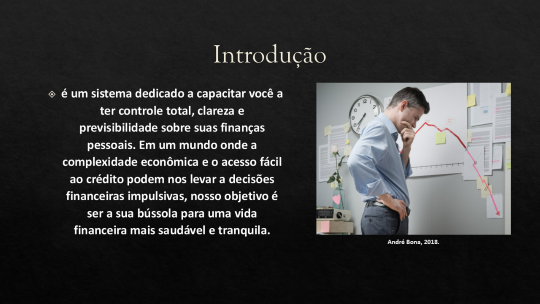 Introdução
é um sistema dedicado a capacitar você a
ter controle total, clareza e
previsibilidade sobre suas finanças
pessoais. Em um mundo onde a
complexidade econômica e o acesso fácil
ao crédito podem nos levar a decisões
financeiras impulsivas, nosso objetivo é
ser a sua bússola para uma vida
financeira mais saudável e tranquila.
André Bona, 2018.